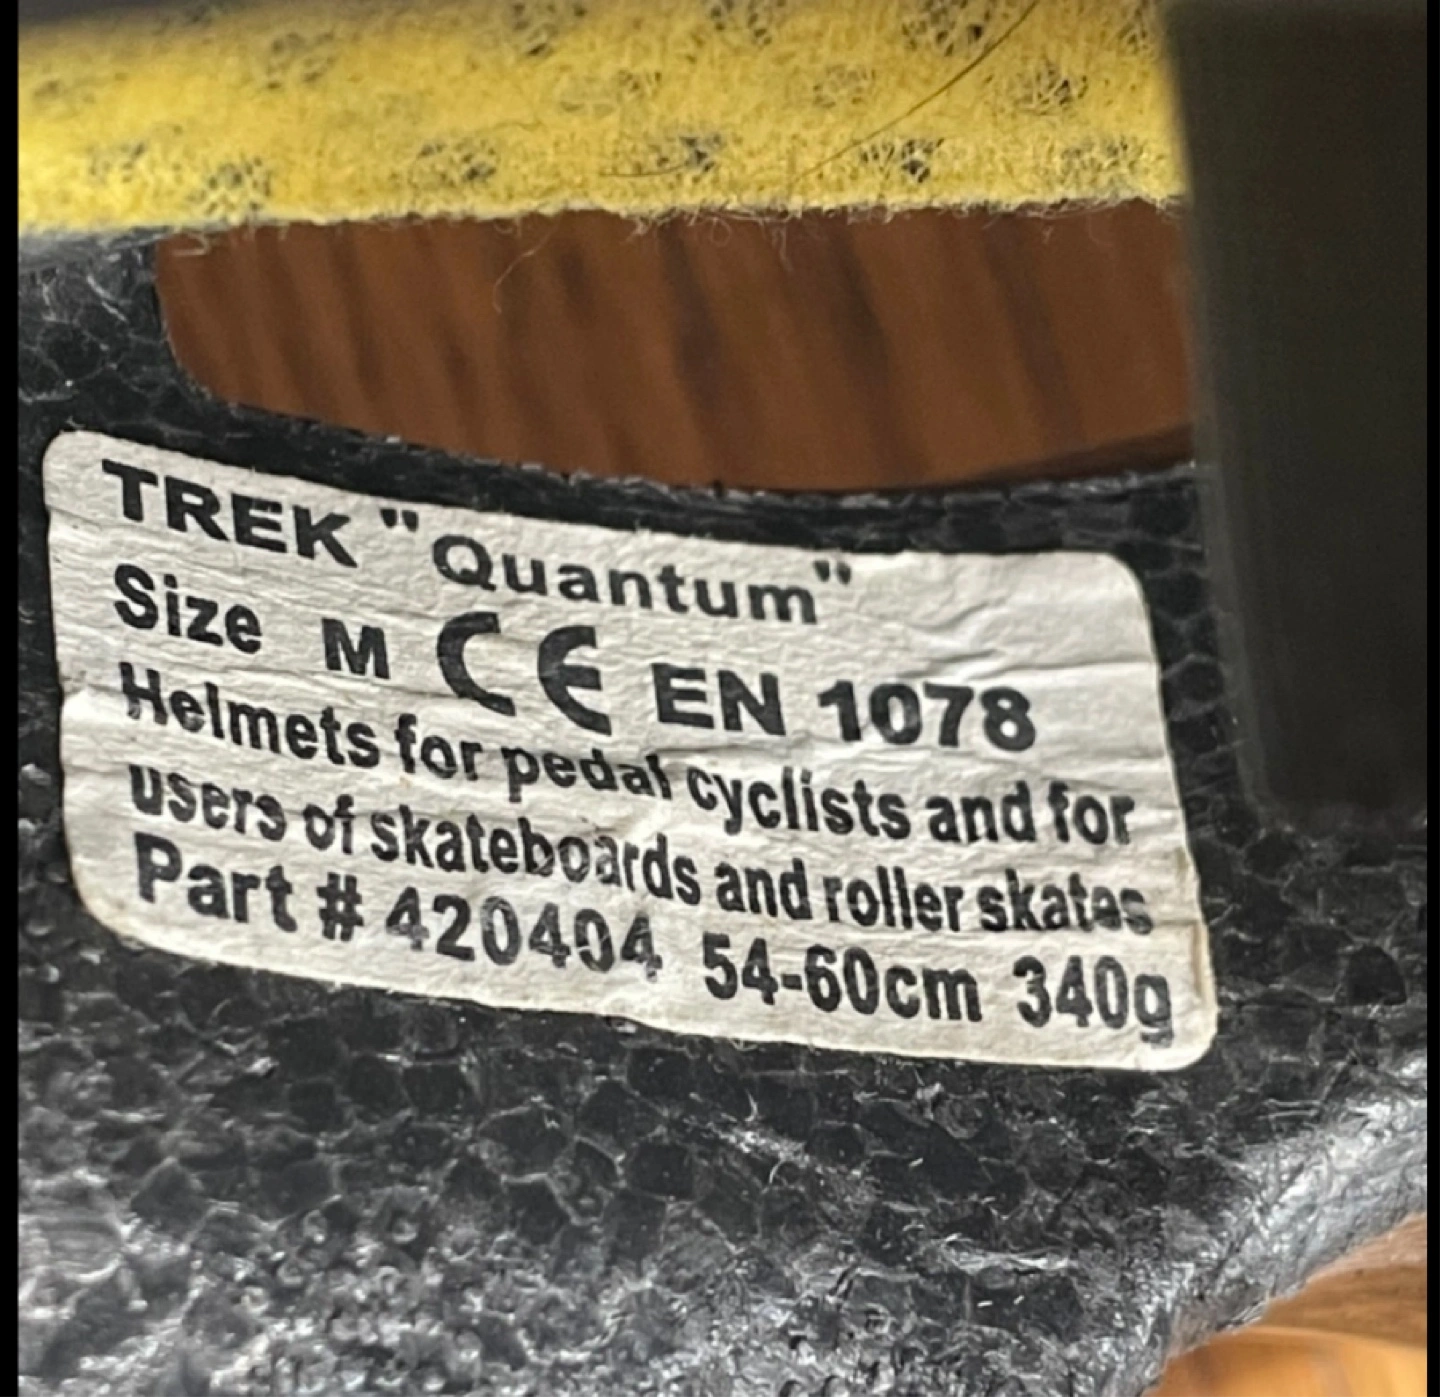 TREK "Quantum"
Size M CE EN 1078
Helmets for pedal cyclists and for
users of skateboards and roller skates
Part # 420404 54-60cm 340g